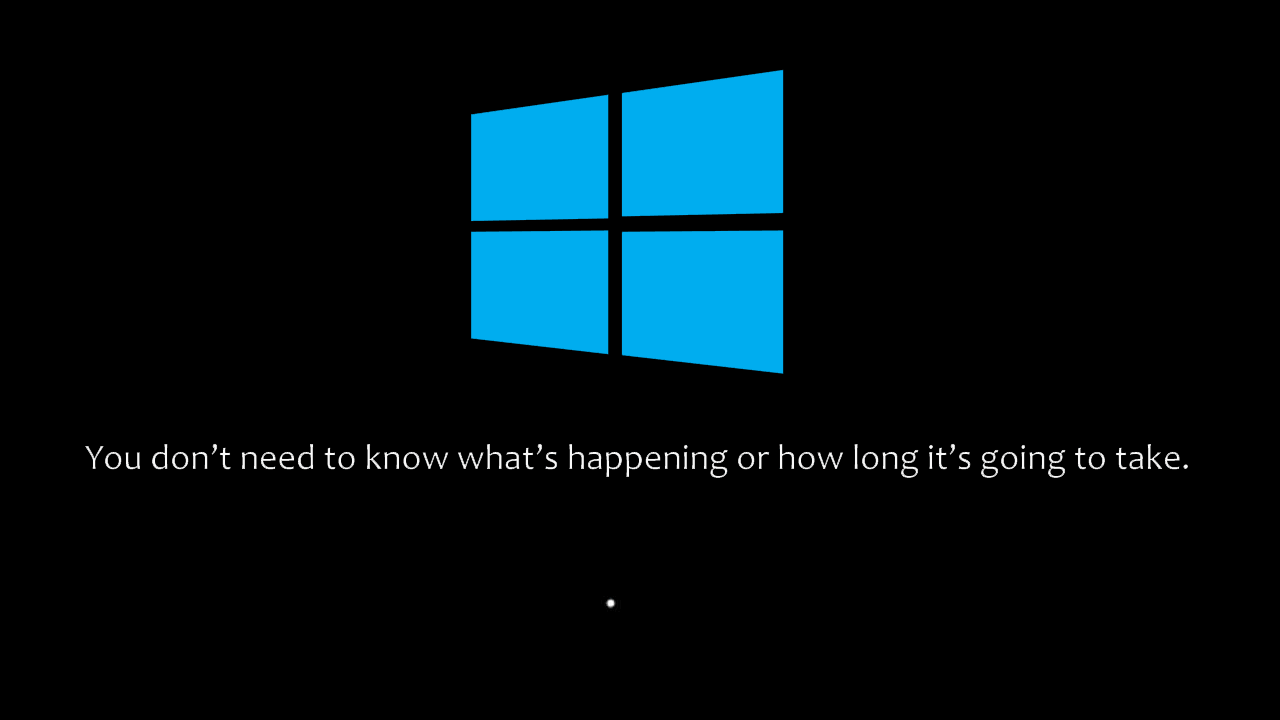 You don’t need to know what’s happening or how long it’s going to take.